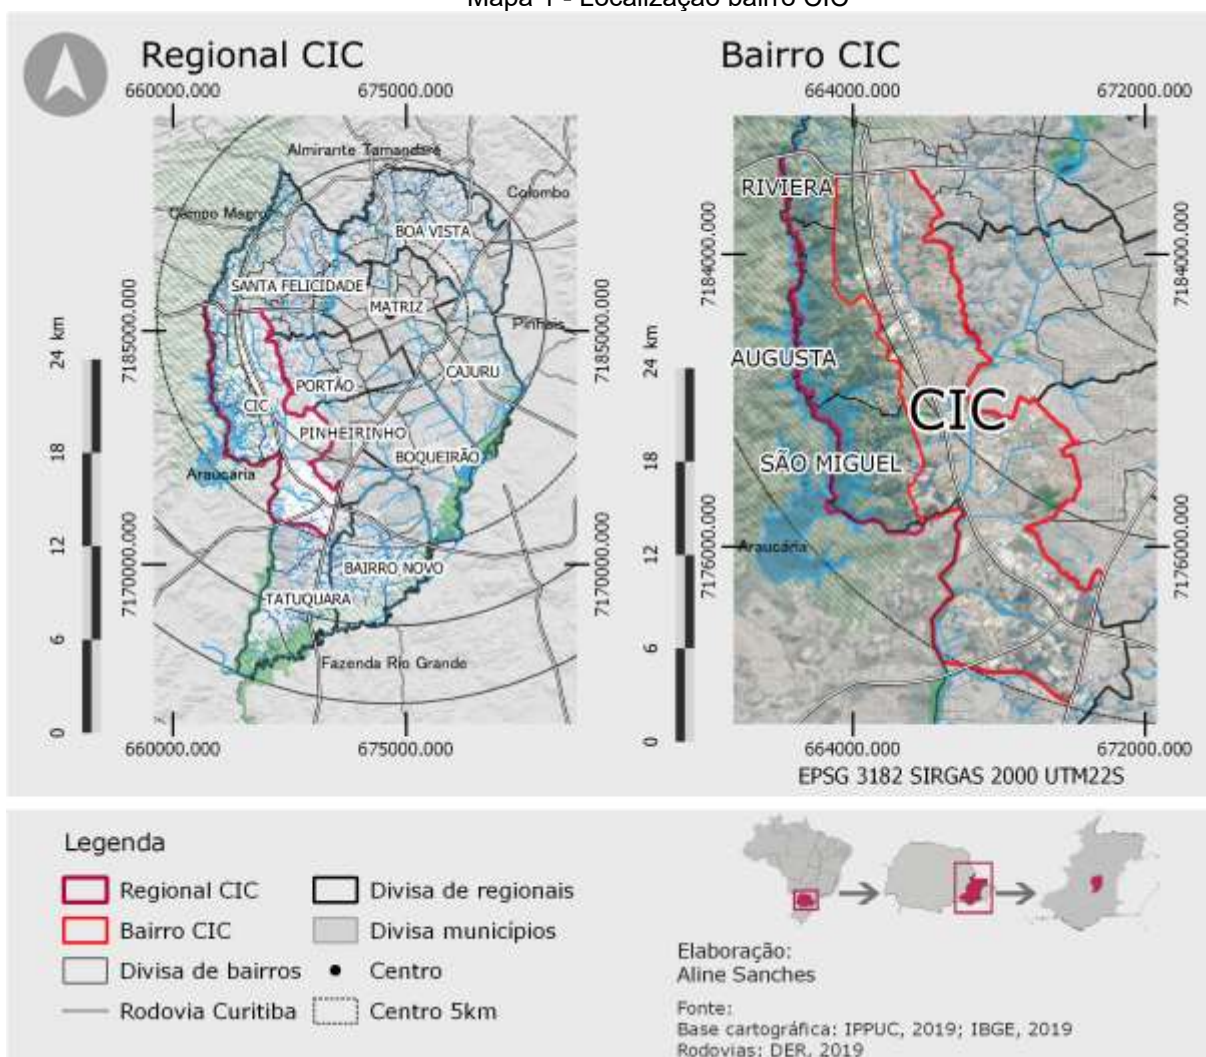 Mapa 1 - Localização bairro CIC
Regional CIC
660000.000 675000.000
Almirante Tamandaré
Colombo
Campo Magro
BOA VISTA
SANTA FELICIDADE
MATRIZ
Pinhais
CAJURU
PORTÃO
CIC
PINHEIRINHO
BOQUEIRÃO
Araucária
BAIRRO NOVO
TATUQUARA
Fazenda Rio Grande
7185000.000
7170000.000
7185000.000
7170000.000
24 km
18
12
6
0
660000.000 675000.000
Bairro CIC
664000.000 672000.000
RIVIERA
AUGUSTA
CIC
SÃO MIGUEL
Araucária
7184000.000
7176000.000
7184000.000
7176000.000
24 km
18
12
6
0
664000.000 672000.000
EPSG 3182 SIRGAS 2000 UTM22S
Legenda
Regional CIC
Bairro CIC
Divisa de bairros
Rodovia Curitiba
Divisa de regionais
Divisa municipios
Centro
Centro 5km
Elaboração:
Aline Sanches
Fonte:
Base cartográfica: IPPUC, 2019; IBGE, 2019
Rodovias: DER, 2019